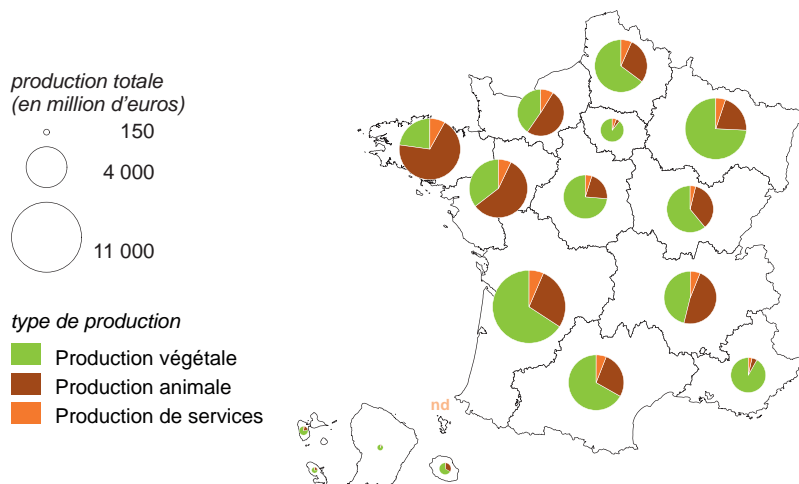 production totale
(en million d’euros)
150
4 000
11 000
type de production
Production végétale
Production animale
Production de services
nd